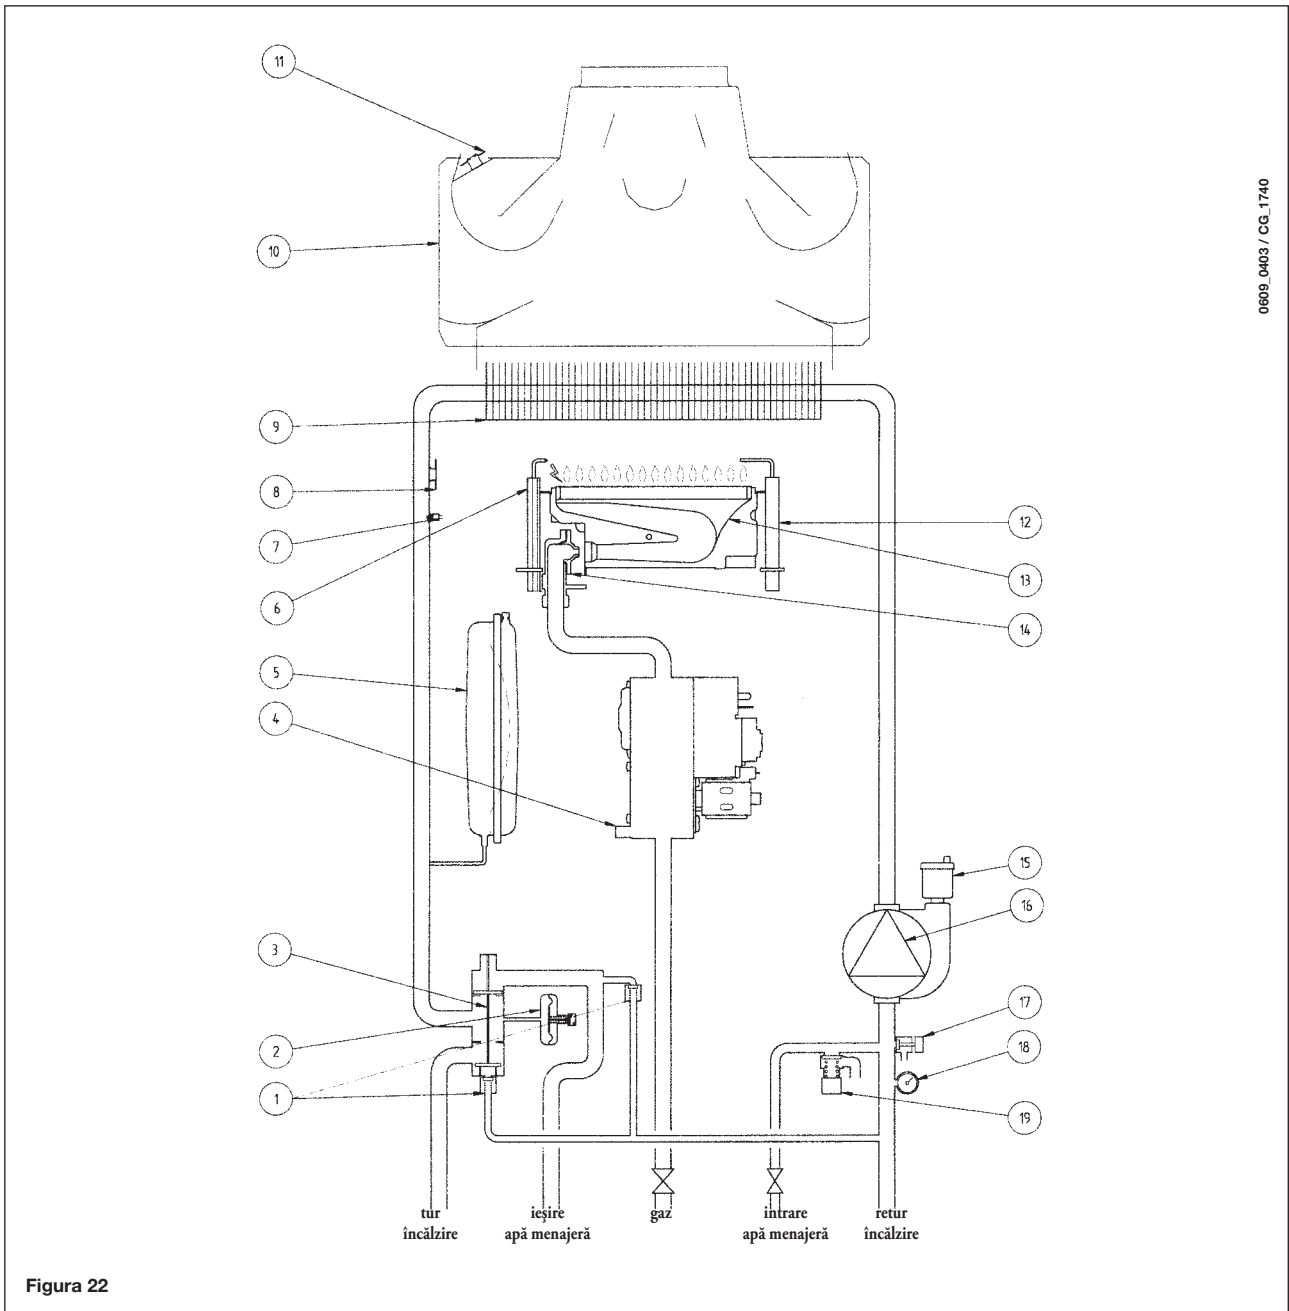 11
10
0609_0403 / CG_1740
9
8
7
6
12
13
14
5
4
15
16
3
2
17
18
1
19
tur
încălzire
ieşire
apă menajeră
gaz
intrare
apă menajeră
retur
încălzire
Figura 22